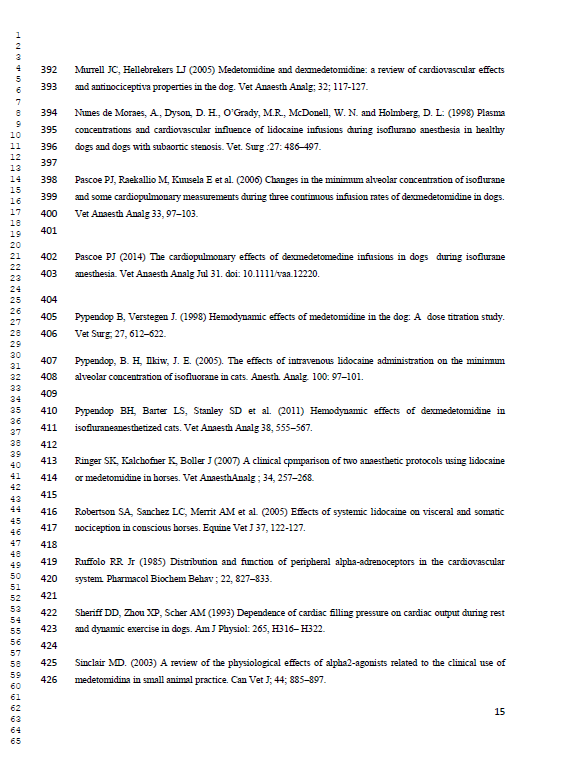 1
2
3
4
5
6
7
8
9
10
11
12
13
14
15
16
17
18
19
20
21
22
23
24
25
26
27
28
29
30
31
32
33
34
35
36
37
38
39
40
41
42
43
44
45
46
47
48
49
50
51
52
53
54
55
56
57
58
59
60
61
62
63
64
65
392 Murrell JC, Hellebrekers LJ (2005) Medetomidine and dexmedetomidine: a review of cardiovascular effects
393 and antinociceptiva properties in the dog. Vet Anaesth Analg; 32; 117-127.
394 Nunes de Moraes, A., Dyson, D. H., O'Grady, M.R., McDonell, W. N. and Holmberg, D. L: (1998) Plasma
395 concentrations and cardiovascular influence of lidocaine infusions during isoflurano anesthesia in healthy
396 dogs and dogs with subaortic stenosis. Vet. Surg :27: 486–497.
397
398 Pascoe PJ, Raekallio M, Kuusela E et al. (2006) Changes in the minimum alveolar concentration of isoflurane
399 and some cardiopulmonary measurements during three continuous infusion rates of dexmedetomidine in dogs.
400 Vet Anaesth Analg 33, 97–103.
401
402 Pascoe PJ (2014) The cardiopulmonary effects of dexmedetomedine infusions in dogs during isoflurane
403 anesthesia. Vet Anaesth Analg Jul 31. doi: 10.1111/vaa.12220.
404
405 Pypendop B, Verstegen J. (1998) Hemodynamic effects of medetomidine in the dog: A dose titration study.
406 Vet Surg; 27, 612–622.
407 Pypendop, B. H, Ilkiw, J. E. (2005). The effects of intravenous lidocaine administration on the minimum
408 alveolar concentration of isofluorane in cats. Anesth. Analg. 100: 97–101.
409
410 Pypendop BH, Barter LS, Stanley SD et al. (2011) Hemodynamic effects of dexmedetomidine in
411 isofluraneanesthetized cats. Vet Anaesth Analg 38, 555–567.
412
413 Ringer SK, Kalchofner K, Boller J (2007) A clinical cpmparison of two anaesthetic protocols using lidocaine
414 or medetomidine in horses. Vet AnaesthAnalg ; 34, 257–268.
415
416 Robertson SA, Sanchez LC, Merrit AM et al. (2005) Effects of systemic lidocaine on visceral and somatic
417 nociception in conscious horses. Equine Vet J 37, 122-127.
418
419 Ruffolo RR Jr (1985) Distribution and function of peripheral alpha-adrenoceptors in the cardiovascular
420 system. Pharmacol Biochem Behav ; 22, 827–833.
421
422 Sheriff DD, Zhou XP, Scher AM (1993) Dependence of cardiac filling pressure on cardiac output during rest
423 and dynamic exercise in dogs. Am J Physiol: 265, H316– H322.
424
425 Sinclair MD. (2003) A review of the physiological effects of alpha2-agonists related to the clinical use of
426 medetomidina in small animal practice. Can Vet J; 44; 885–897.
15